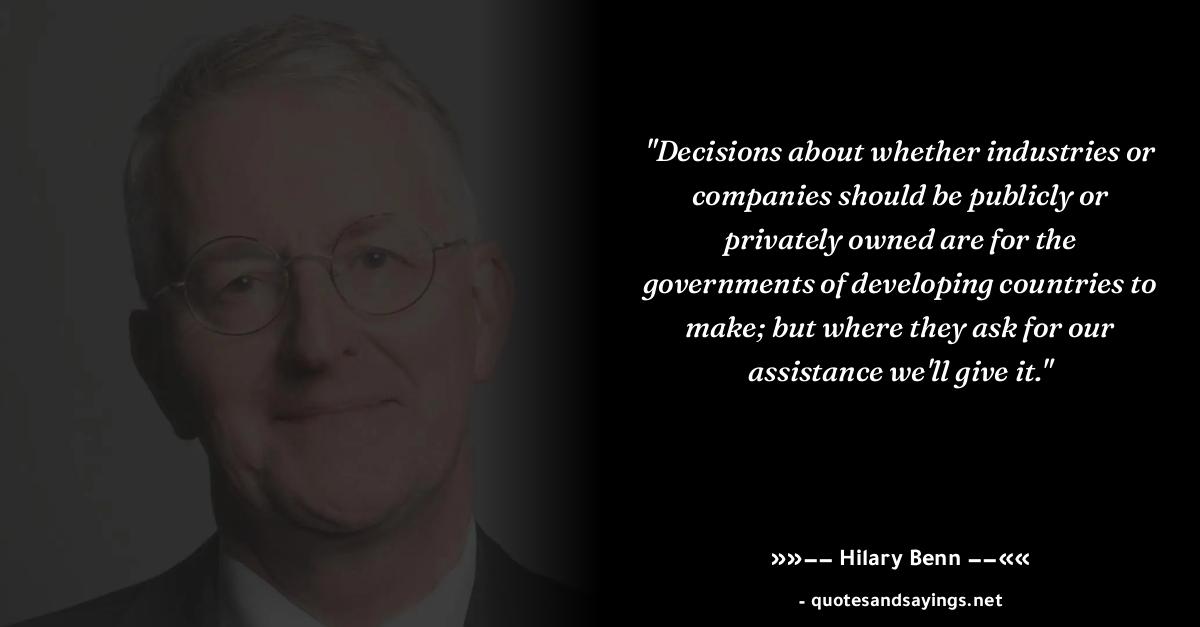 "Decisions about whether industries or
companies should be publicly or
privately owned are for the
governments of developing countries to
make; but where they ask for our
assistance we'll give it."
»»−− Hilary Benn −−««
- quotesandsayings.net